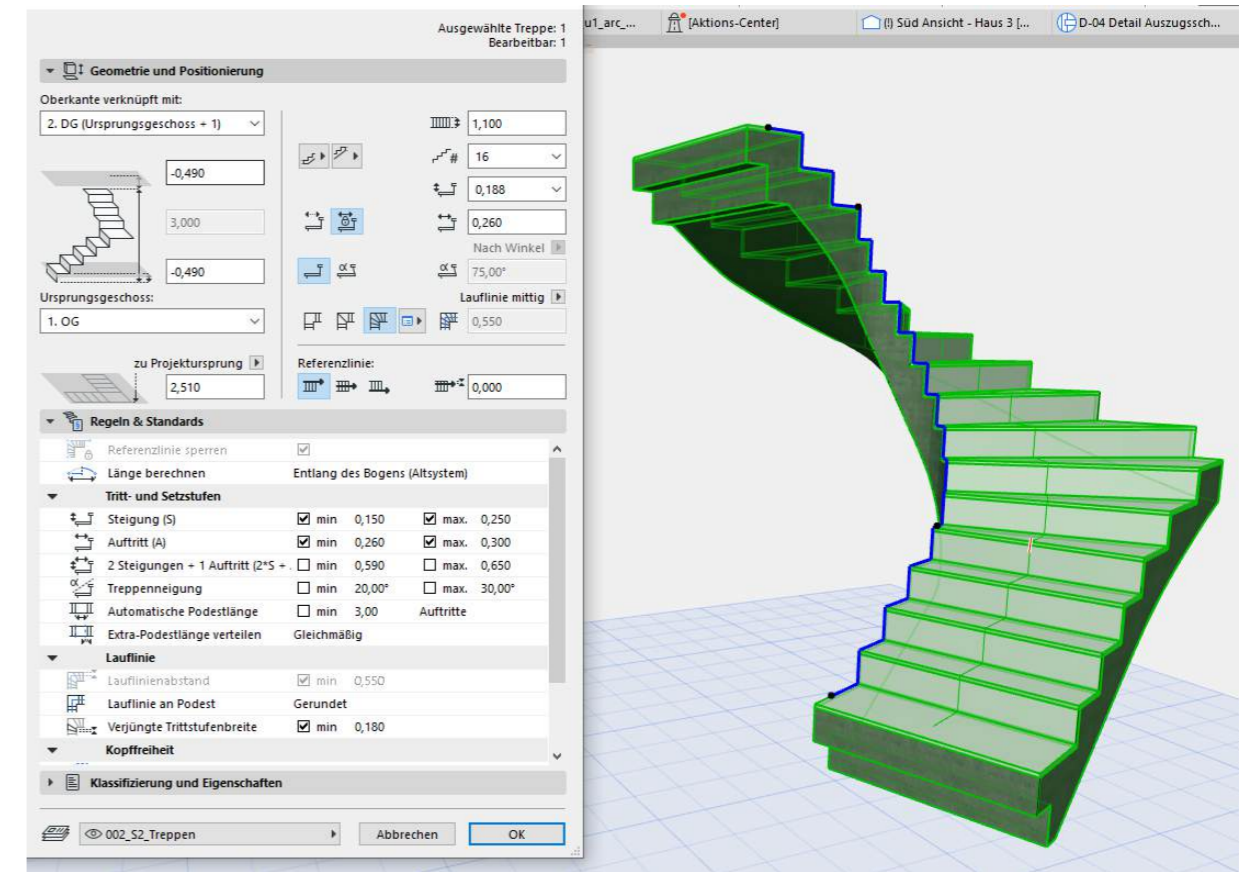 Ausgewählte Treppe: 1
Bearbeitbar: 1
u1_arc_...
[Aktions-Center]
(!) Süd Ansicht - Haus 3 [...
D-04 Detail Auszugssch...
Geometrie und Positionierung
Oberkante verknüpft mit:
2. DG (Ursprungsgeschoss + 1)
-0,490
3,000
-0,490
Ursprungsgeschoss:
1. OG
zu Projektursprung
2,510
1,100
#
16
0,188
0,260
Nach Winkel
α
α
75,00°
Lauflinie mittig
0,550
Referenzlinie:
0,000
Regeln & Standards
Referenzlinie sperren
Länge berechnen Entlang des Bogens (Altsystem)
Tritt- und Setzstufen
Steigung (S) min 0,150 max. 0,250
Auftritt (A) min 0,260 max. 0,300
2 Steigungen + 1 Auftritt (2*S + . min 0,590 max. 0,650
α Treppenneigung min 20,00° max. 30,00°
Automatische Podestlänge min 3,00 Auftritte
Extra-Podestlänge verteilen Gleichmäßig
Lauflinie
Lauflinienabstand min 0,550
Lauflinie an Podest Gerundet
Verjüngte Trittstufenbreite min 0,180
Kopffreiheit
Klassifizierung und Eigenschaften
002_S2_Treppen
Abbrechen
OK